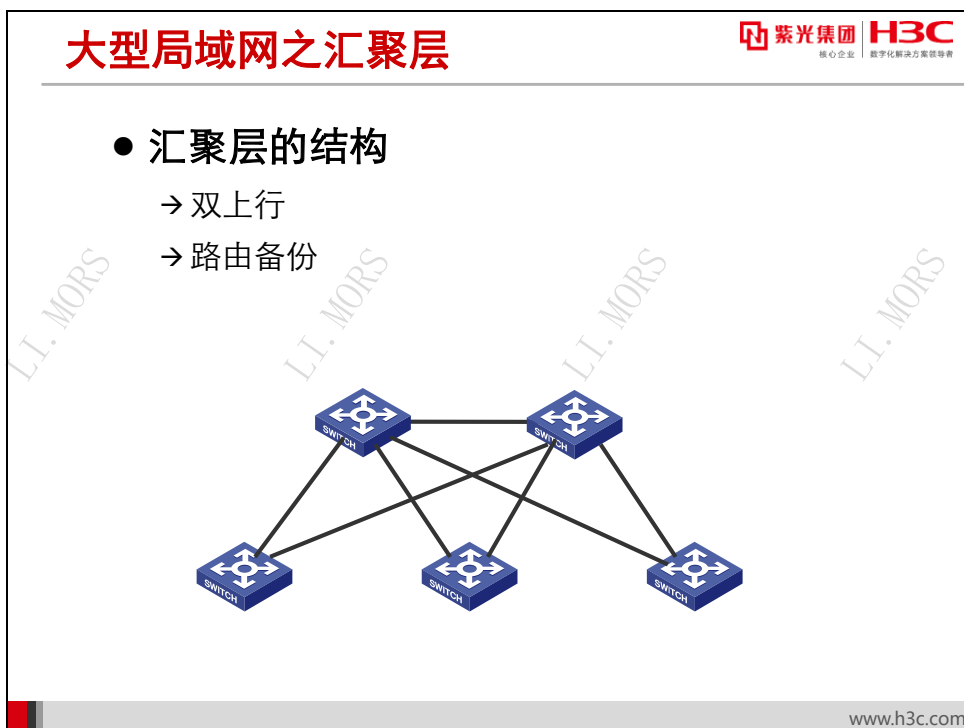 大型局域网之汇聚层
紫光集团 H3C
核心企业 数字化解决方案领导者
● 汇聚层的结构
→ 双上行
→ 路由备份
LI. MORS LI. MORS LI. MORS LI. MORS
SWITCH SWITCH
SWITCH SWITCH SWITCH
www.h3c.com